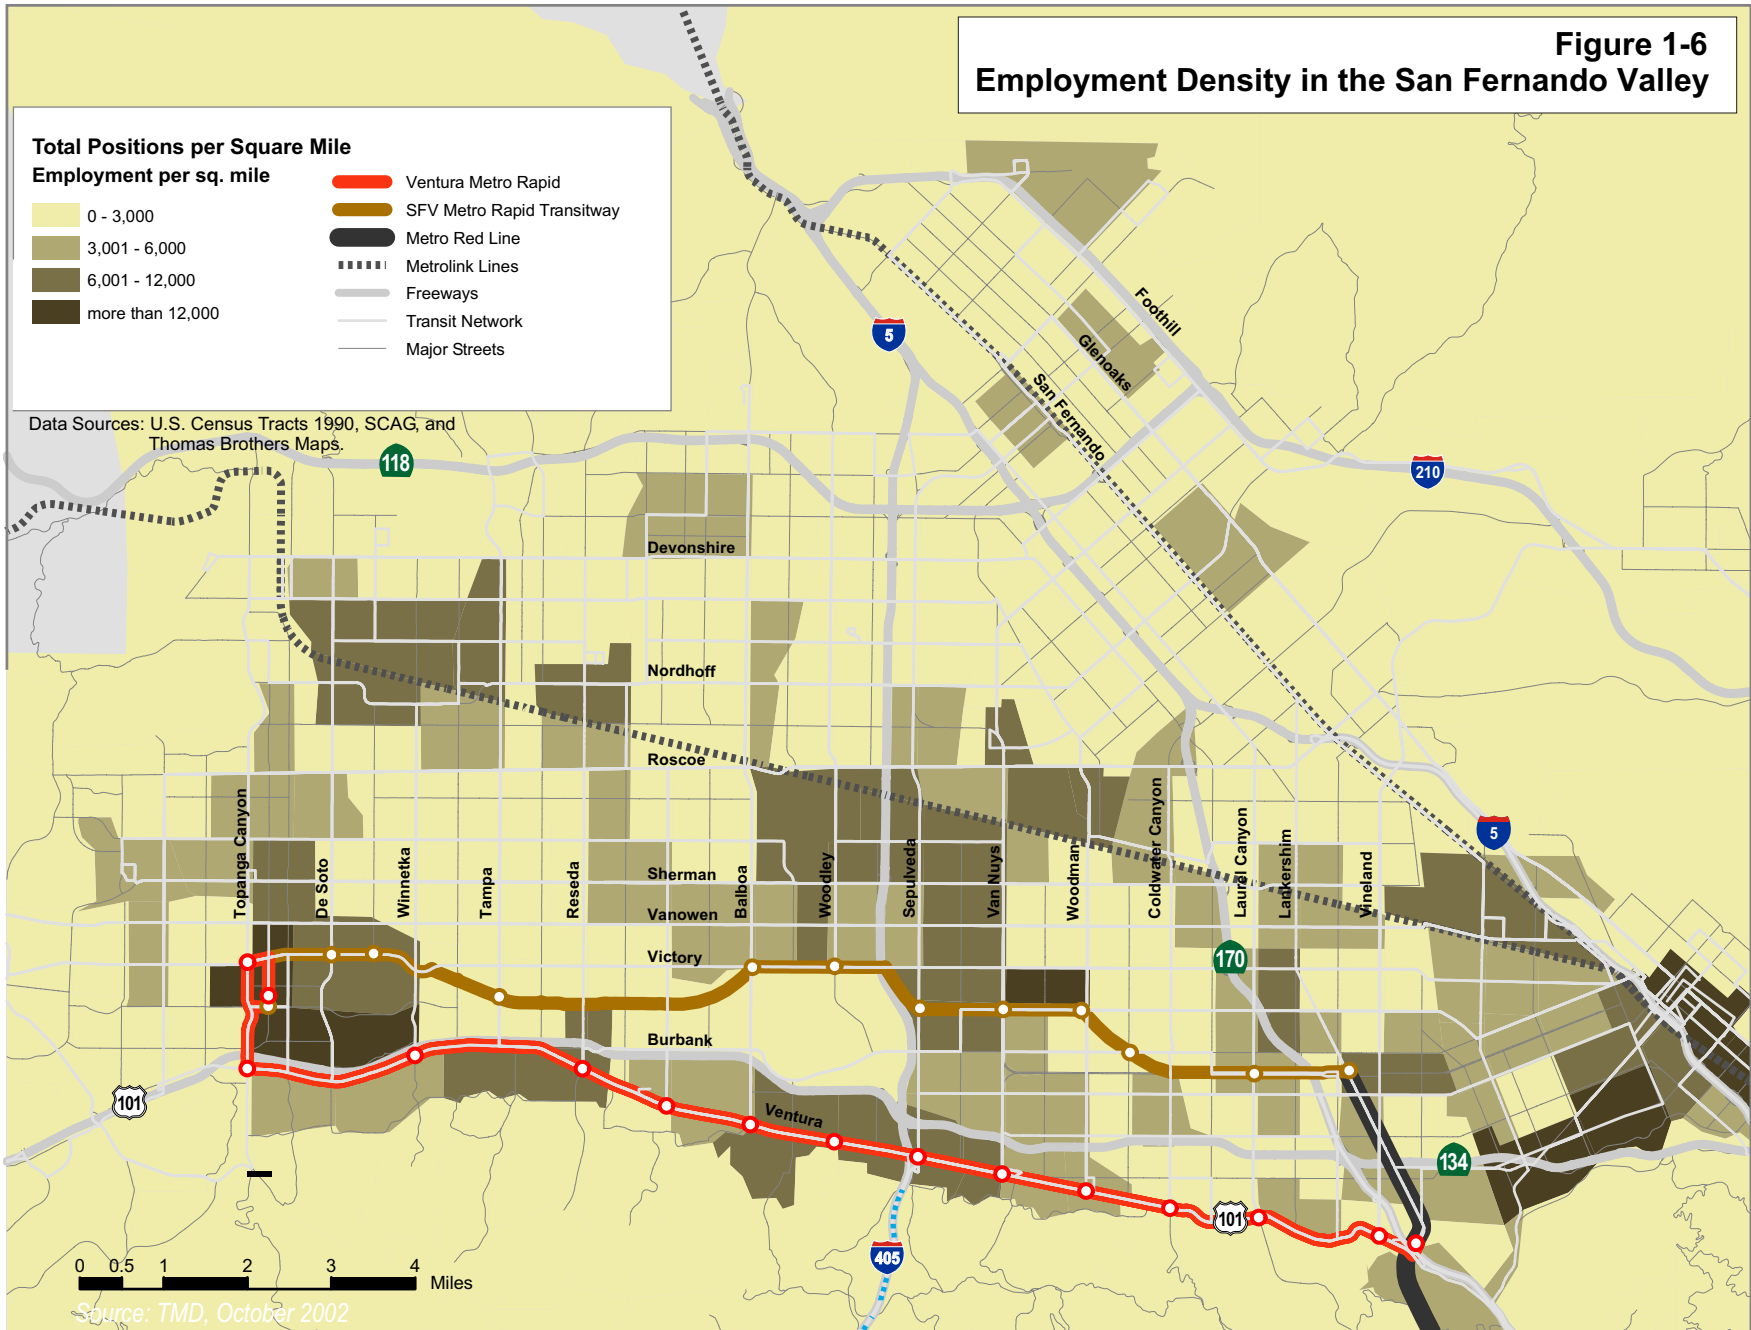 Figure 1-6
Employment Density in the San Fernando Valley
Total Positions per Square Mile
Employment per sq. mile
0 - 3,000
3,001 - 6,000
6,001 - 12,000
more than 12,000
Ventura Metro Rapid
SFV Metro Rapid Transitway
Metro Red Line
Metrolink Lines
Freeways
Transit Network
Major Streets
Data Sources: U.S. Census Tracts 1990, SCAG, and
Thomas Brothers Maps.
5
Foothill
Glenoaks
San Fernando
118
210
Devonshire
Nordhoff
Roscoe
Topanga Canyon
De Soto
Winnetka
Tampa
Reseda
Sherman
Vanowen
Victory
Balboa
Woodley
Sepulveda
Van Nuys
Woodman
Coldwater Canyon
Laurel Canyon
Lankershim
Vineland
5
170
Burbank
101
Ventura
134
101
405
0 0.5 1 2 3 4
Miles
Source: TMD, October 2002